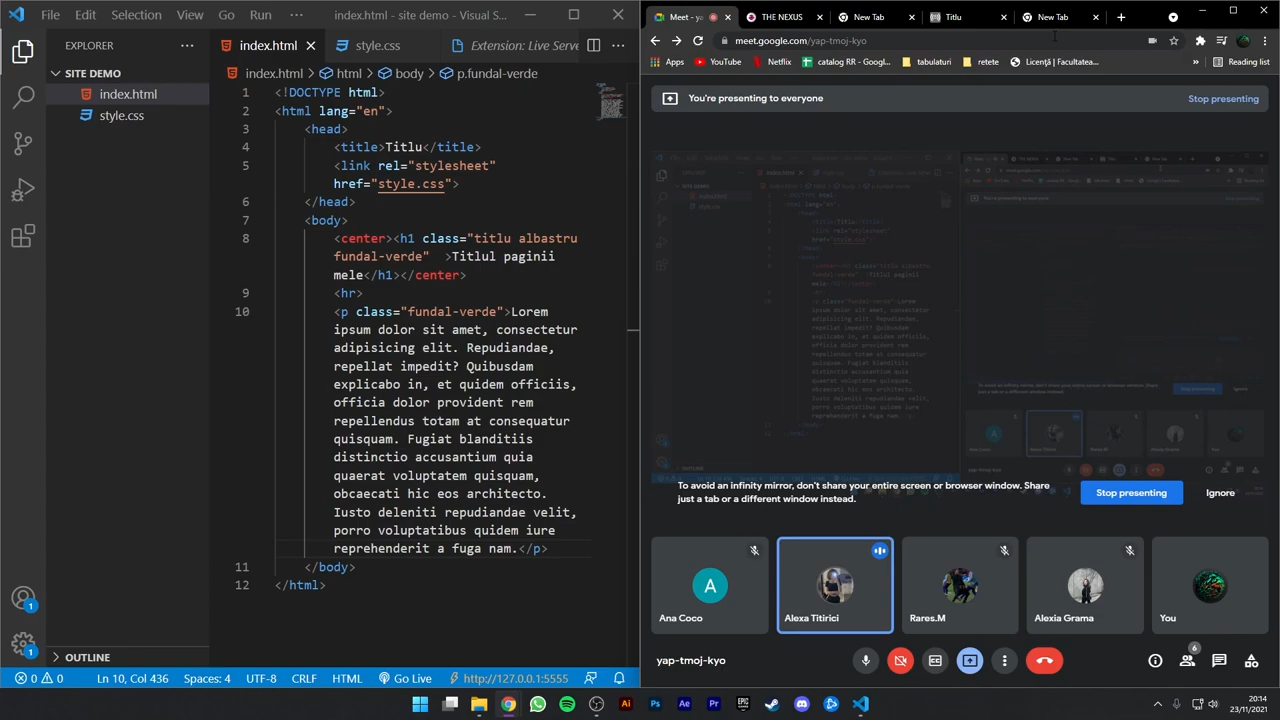 File Edit Selection View Go Run ··· index.html - site demo - Visual S...
EXPLORER
SITE DEMO
index.html
style.css
OUTLINE
index.html style.css Extension: Live Serve
index.html > html > body > p.fundal-verde
1 <!DOCTYPE html>
2 <html lang="en">
3 <head>
4 <title>Titlu</title>
5 <link rel="stylesheet"
href="style.css">
6 </head>
7 <body>
8 <center><h1 class="titlu albastru
fundal-verde" >Titlul paginii
mele</h1></center>
9 <hr>
10 <p class="fundal-verde">Lorem
ipsum dolor sit amet, consectetur
adipisicing elit. Repudiandae,
repellat impedit? Quibusdam
explicabo in, et quidem officiis,
officia dolor provident rem
repellendus totam at consequatur
quisquam. Fugiat blanditiis
distinctio accusantium quia
quaerat voluptatem quisquam,
obcaecati hic eos architecto.
Iusto deleniti repudiandae velit,
porro voluptatibus quidem iure
reprehenderit a fuga nam.</p>
11 </body>
12 </html>
0 0 Ln 10, Col 436 Spaces: 4 UTF-8 CRLF HTML Go Live http://127.0.0.1:5555
Meet - y THE NEXUS New Tab Titlu New Tab
meet.google.com/yap-tmoj-kyo
Apps YouTube Netflix catalog RR - Googl... tabulaturi retete Licență | Facultatea... » Reading list
You're presenting to everyone Stop presenting
To avoid an infinity mirror, don't share your entire screen or browser window. Share
just a tab or a different window instead.
Stop presenting Ignore
A
Ana Coco Alexa Titirici Rares.M Alexia Grama You
yap-tmoj-kyo
6
1
1
Ai Ps Ae Pr EPIC GAMES
20:14
23/11/2021